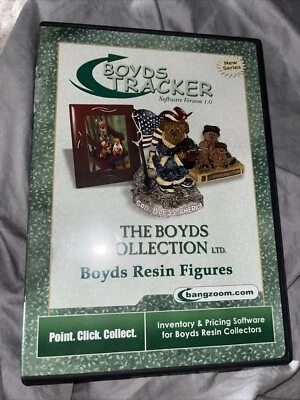 BOYDS
TRACKER
Software Version 1.0
New
Series
GOD BLESS AMERICA
THE BOYDS
COLLECTION LTD.
Boyds Resin Figures
bangzoom.com
Point. Click. Collect.
Inventory & Pricing Software
for Boyds Resin Collectors